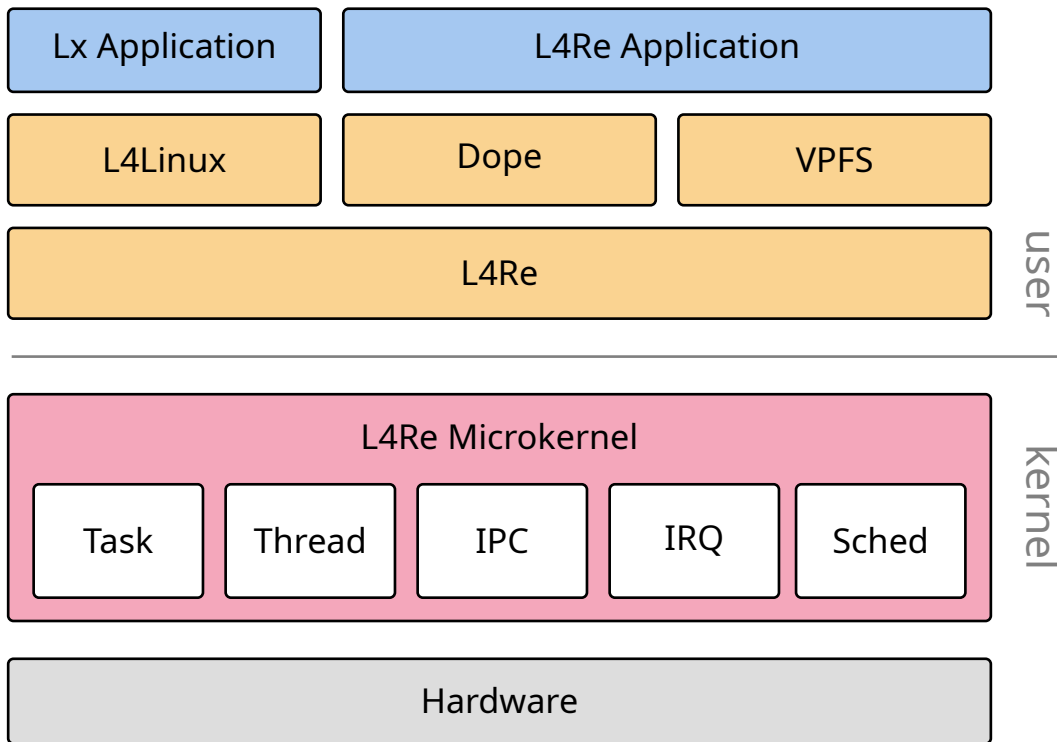 Lx Application
L4Re Application
L4Linux
Dope
VPFS
L4Re
user
L4Re Microkernel
Task
Thread
IPC
IRQ
Sched
kernel
Hardware